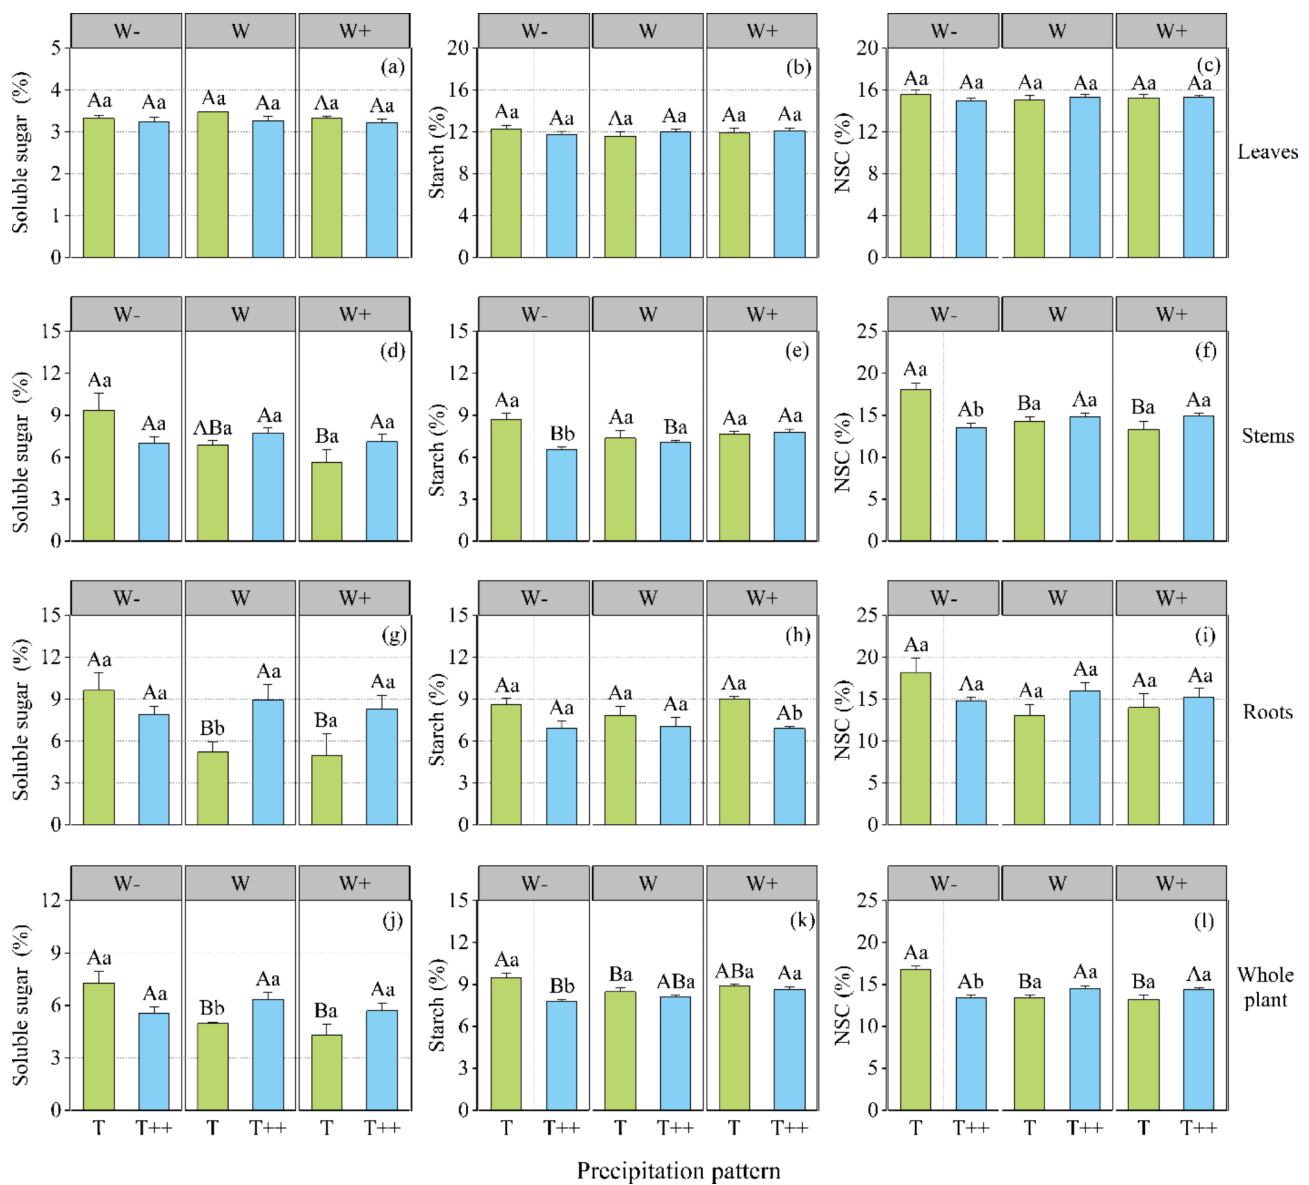 W- W W+ W- W W+ W- W W+
5 (a) 20 (b) 20 (c)
4 Aa Aa Aa Aa Λa Aa 16 Aa Aa Λa Aa Aa Aa 16 Aa Aa Aa Aa Aa Aa
3 12 12
2 8 8
1 4 4
0 0 0
Soluble sugar (%) Starch (%) NSC (%) Leaves
W- W W+ W- W W+ W- W W+
15 (d) 15 (e) 25 (f)
12 Aa Aa ΛBa Aa Ba Aa 12 Aa Bb Aa Ba Aa Aa 20 Aa Ab Ba Aa Ba Aa
9 9 15
6 6 10
3 3 5
0 0 0
Soluble sugar (%) Starch (%) NSC (%) Stems
W- W W+ W- W W+ W- W W+
15 (g) 15 (h) 25 (i)
12 Aa Aa Bb Aa Ba Aa 12 Aa Aa Aa Aa Aa Ab 20 Aa Λa Aa Aa Aa Λa
9 9 15
6 6 10
3 3 5
0 0 0
Soluble sugar (%) Starch (%) NSC (%) Roots
W- W W+ W- W W+ W- W W+
12 (j) 15 (k) 25 (l)
9 Aa Aa Bb Aa Ba Aa 12 Aa Bb Ba ABa ABa Aa 20 Aa Ab Ba Aa Ba Λa
6 9 15
3 6 10
0 3 5
0 0
Soluble sugar (%) Starch (%) NSC (%) Whole
plant
T T++ T T++ T T++ T T++ T T++ T T++ T T++ T T++ T T++
Precipitation pattern